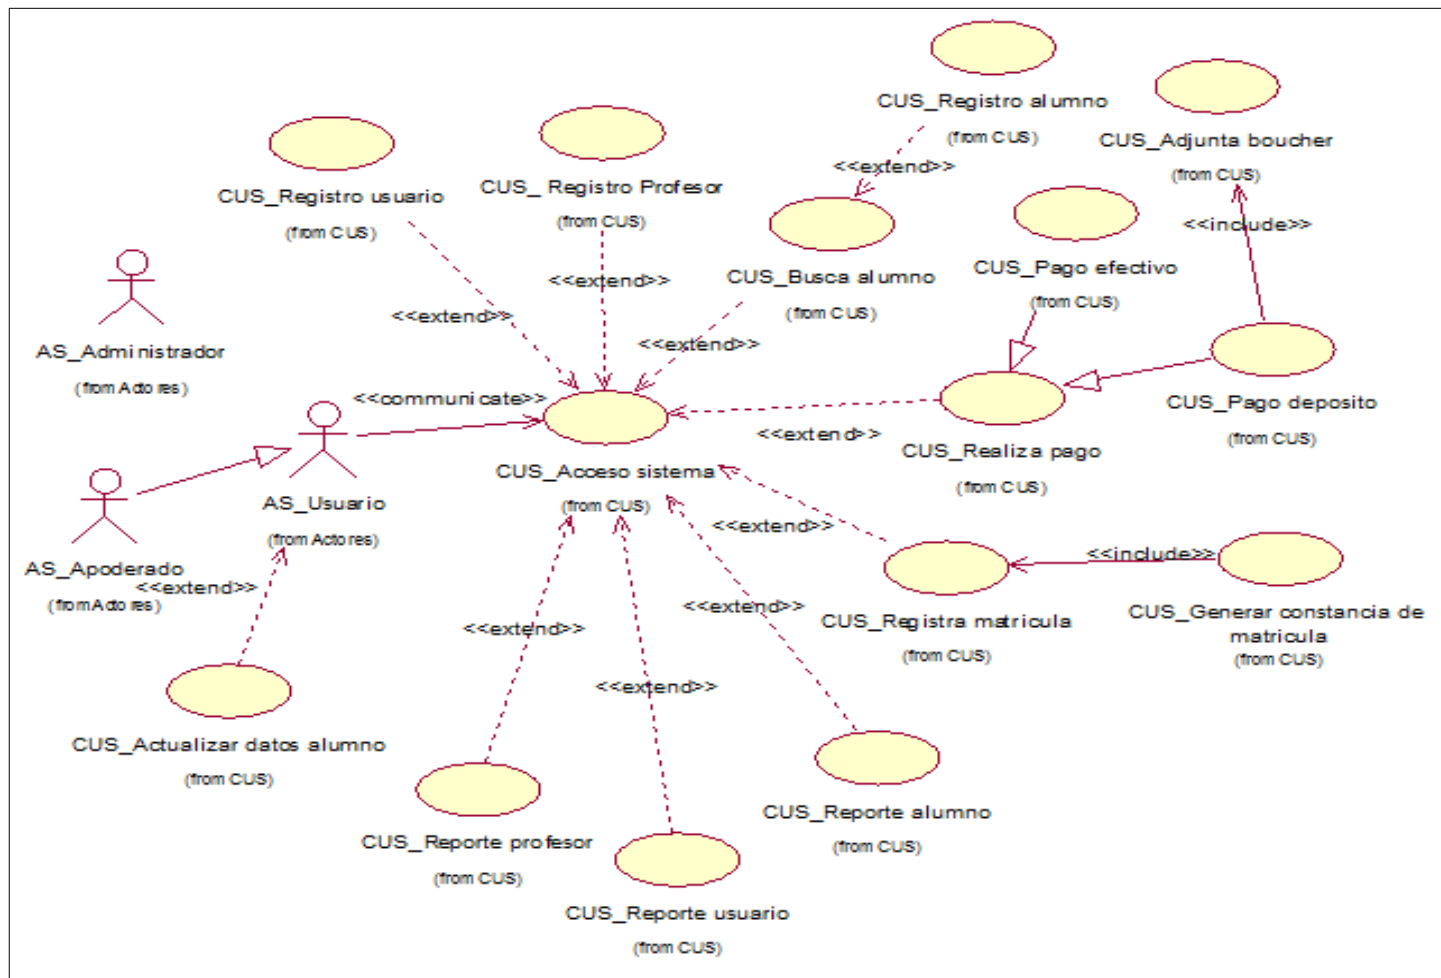 CUS_Registro alumno
(from CUS)
CUS_Adjunta boucher
(from CUS)
<<extend>>
CUS_Registro usuario
(from CUS)
CUS_ Registro Profesor
(from CUS)
<<include>>
CUS_Busca alumno
(from CUS)
CUS_Pago efectivo
(from CUS)
<<extend>>
<<extend>>
<<extend>>
AS_Administrador
(from Actores)
<<communicate>>
CUS_Pago deposito
(from CUS)
<<extend>>
CUS_Realiza pago
(from CUS)
CUS_Acceso sistema
(from CUS)
AS_Usuario
(from Actores)
<<extend>>
<<include>>
AS_Apoderado
(from Actores)
<<extend>>
<<extend>>
CUS_Registra matricula
(from CUS)
CUS_Generar constancia de
matricula
(from CUS)
<<extend>>
<<extend>>
CUS_Actualizar datos alumno
(from CUS)
CUS_Reporte alumno
(from CUS)
CUS_Reporte profesor
(from CUS)
CUS_Reporte usuario
(from CUS)